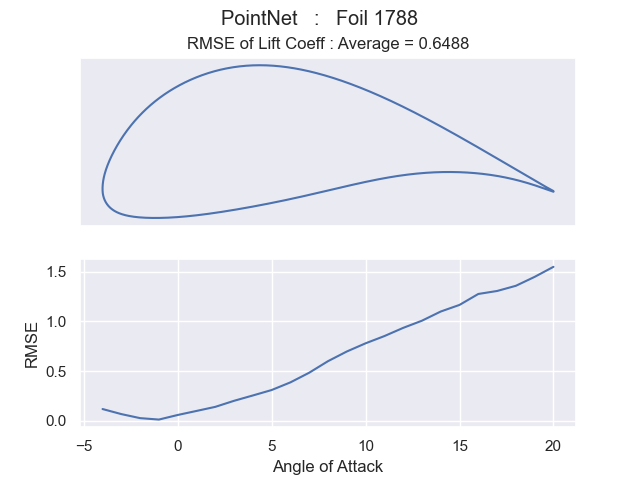 PointNet   :   Foil 1788
RMSE of Lift Coeff : Average = 0.6488
1.5
1.0
0.5
0.0
RMSE
−5 0 5 10 15 20
Angle of Attack